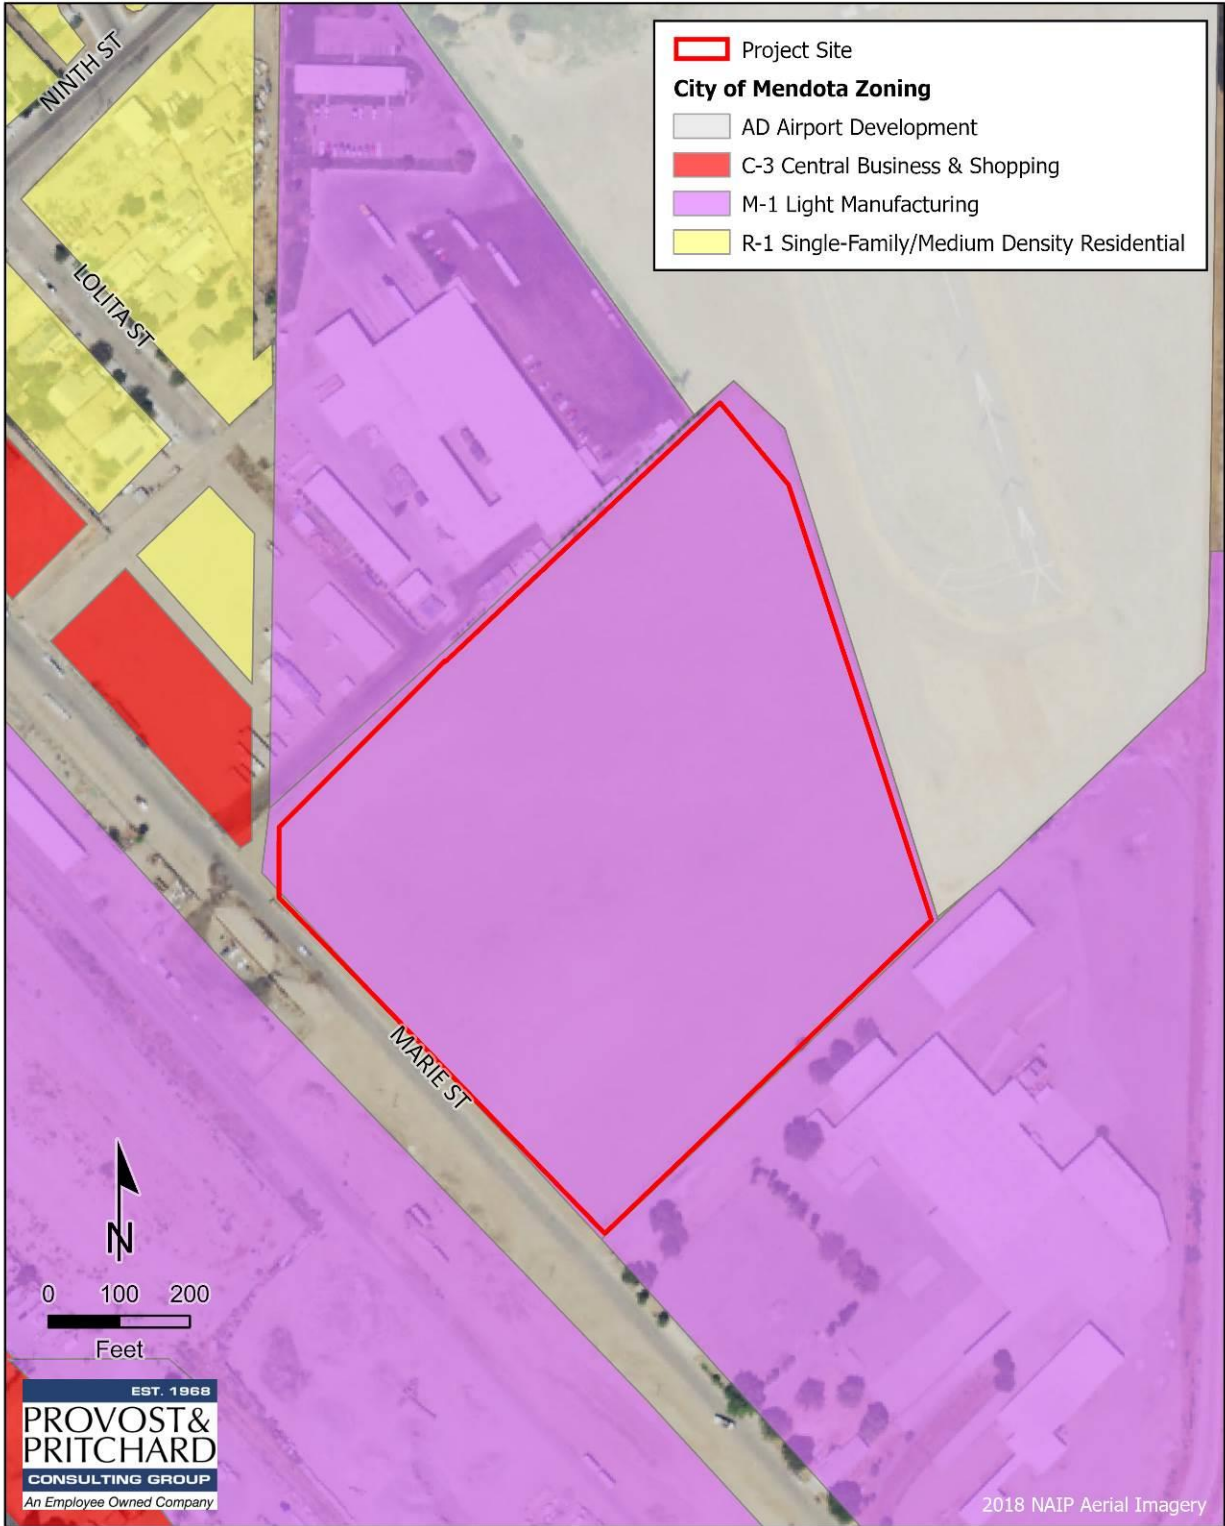 Project Site
City of Mendota Zoning
AD Airport Development
C-3 Central Business & Shopping
M-1 Light Manufacturing
R-1 Single-Family/Medium Density Residential
NINTH ST
LOLITA ST
MARIE ST
N
0 100 200
Feet
EST. 1968
PROVOST&
PRITCHARD
CONSULTING GROUP
An Employee Owned Company
2018 NAIP Aerial Imagery